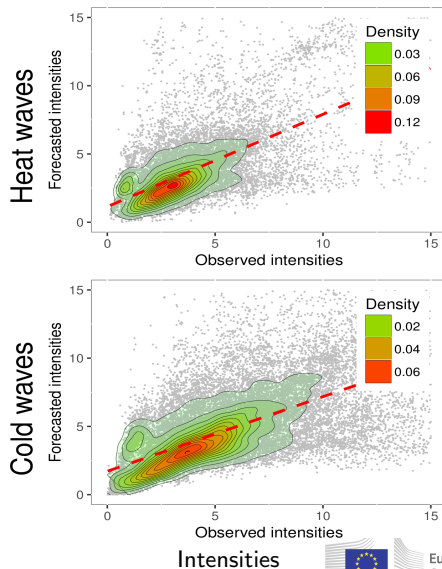 Heat waves
Forecasted intensities
15
10
5
0
Density
0.03
0.06
0.09
0.12
0
5
10
15
Observed intensities
Cold waves
Forecasted intensities
15
10
5
0
Density
0.02
0.04
0.06
0
5
10
15
Observed intensities
Intensities
Eu